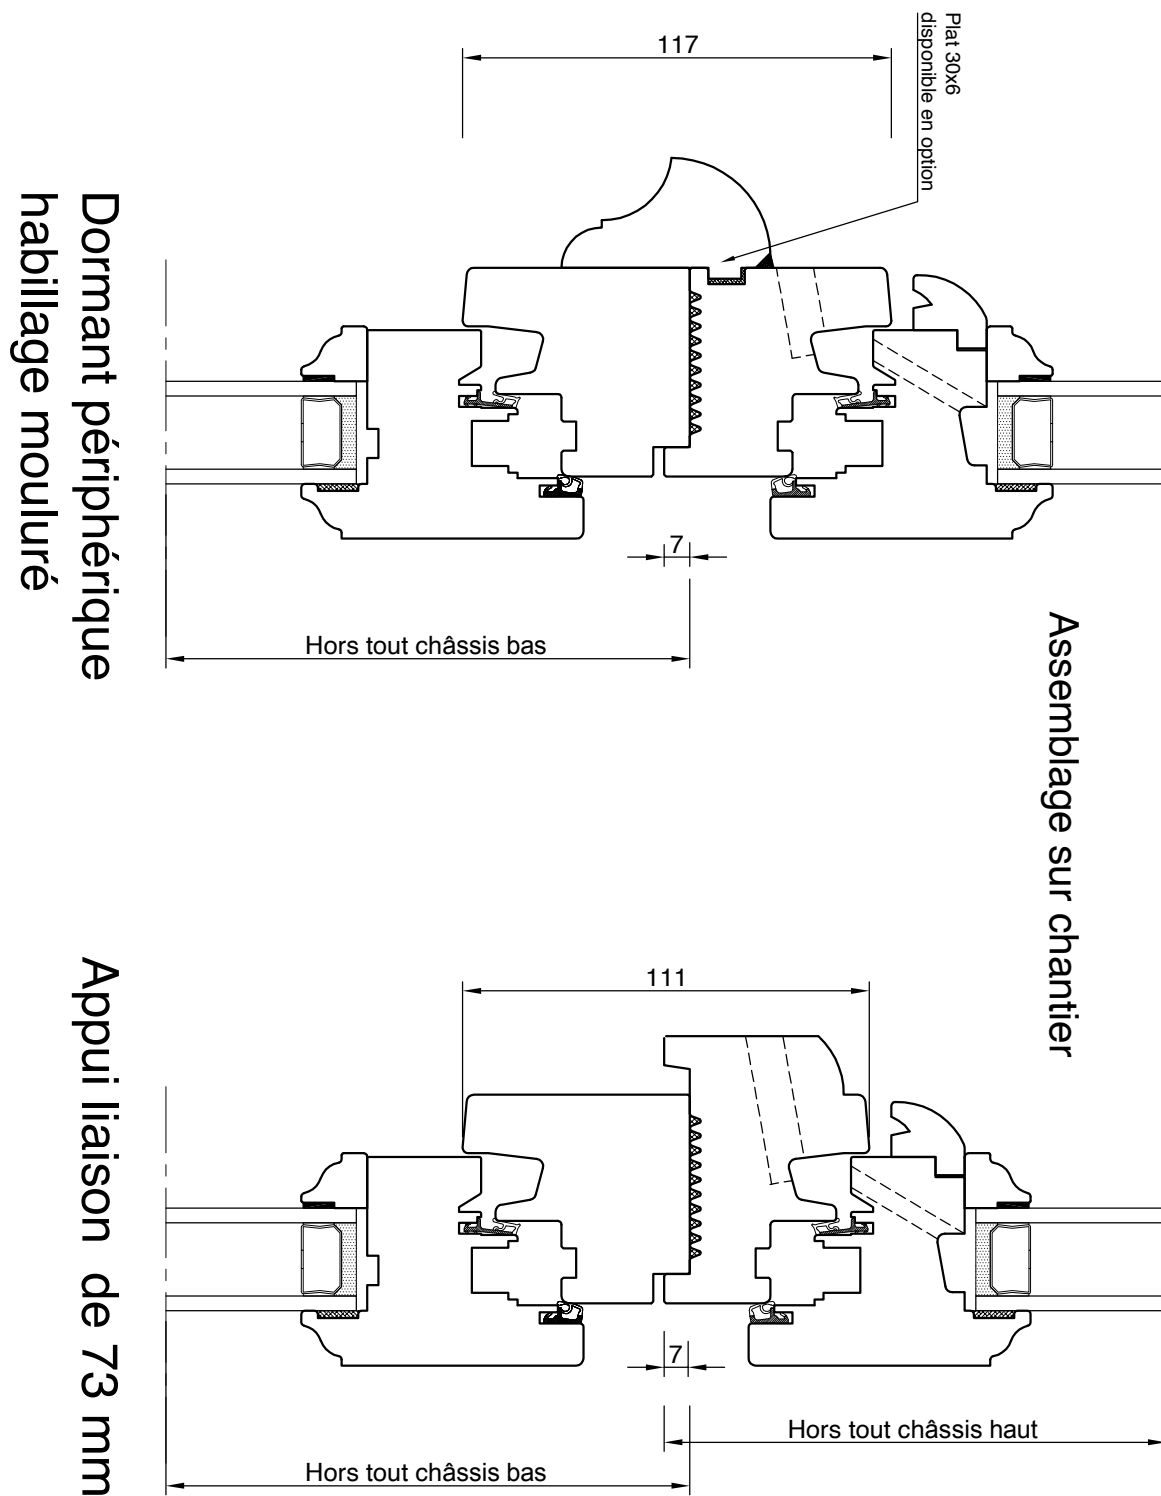 117
Plat 30x6
disponible en option
7
Hors tout châssis bas
Dormant périphérique
habillage mouluré
Assemblage sur chantier
111
7
Hors tout châssis haut
Hors tout châssis bas
Appui liaison de 73 mm